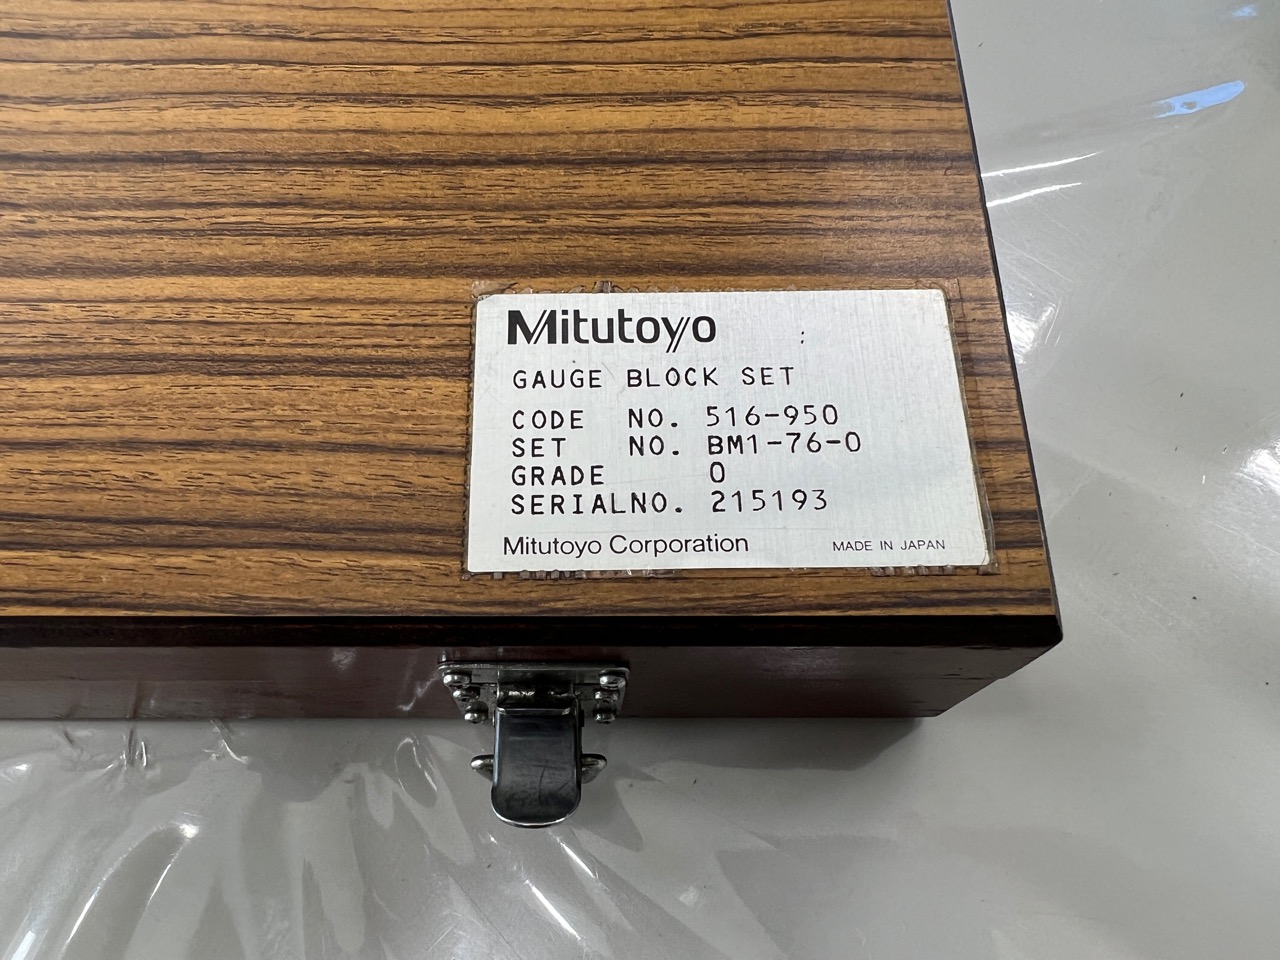 Mitutoyo
GAUGE BLOCK SET
CODE NO. 516-950
SET NO. BM1-76-0
GRADE 0
SERIALNO. 215193
Mitutoyo Corporation MADE IN JAPAN